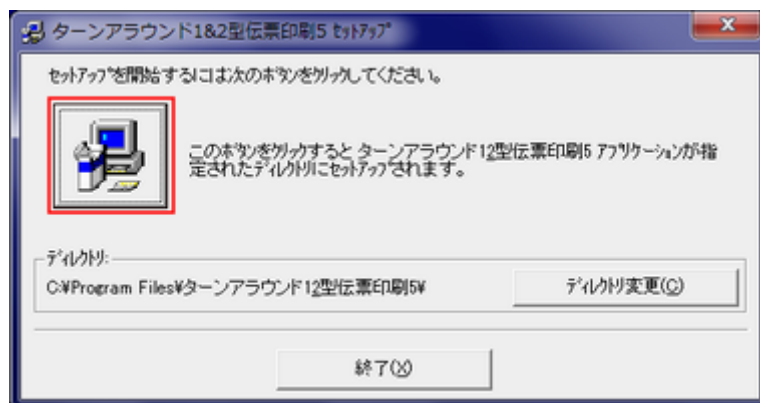 ターンアラウンド1&2型伝票印刷5 ｾｯﾄｱｯﾌﾟ
ｾｯﾄｱｯﾌﾟを開始するには次のﾎﾞﾀﾝをｸﾘｯｸしてください。
このﾎﾞﾀﾝをｸﾘｯｸすると ターンアラウンド12型伝票印刷5 ｱﾌﾟﾘｹｰｼｮﾝが指
定されたﾃﾞｨﾚｸﾄﾘにｾｯﾄｱｯﾌﾟされます。
ﾃﾞｨﾚｸﾄﾘ:
C:¥Program Files¥ターンアラウンド12型伝票印刷5¥
ﾃﾞｨﾚｸﾄﾘ変更(C)
終了(X)